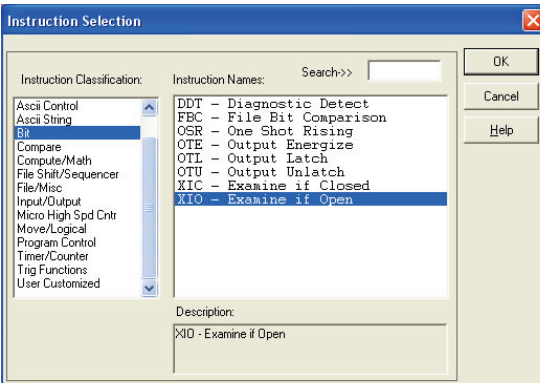 Instruction Selection
Instruction Classification:
Ascii Control
Ascii String
Bit
Compare
Compute/Math
File Shift/Sequencer
File/Misc
Input/Output
Micro High Spd Cntr
Move/Logical
Program Control
Timer/Counter
Trig Functions
User Customized
Instruction Names:
Search->>
DDT - Diagnostic Detect
FBC - File Bit Comparison
OSR - One Shot Rising
OTE - Output Energize
OTL - Output Latch
OTU - Output Unlatch
XIC - Examine if Closed
XIO - Examine if Open
Description:
XIO - Examine if Open
OK
Cancel
Help